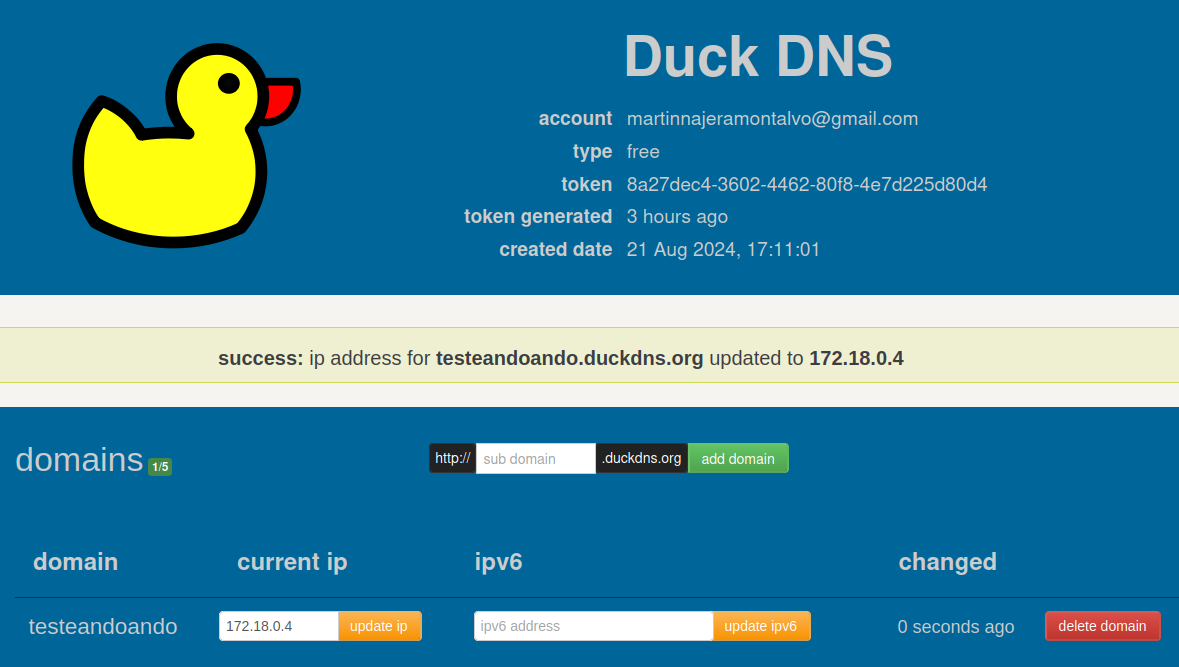 Duck DNS
account martinnajeramontalvo@gmail.com
type free
token 8a27dec4-3602-4462-80f8-4e7d225d80d4
token generated 3 hours ago
created date 21 Aug 2024, 17:11:01
success: ip address for testeandoando.duckdns.org updated to 172.18.0.4
domains 1/5 http:// sub domain .duckdns.org add domain
domain current ip ipv6 changed
testeandoando 172.18.0.4 update ip ipv6 address update ipv6 0 seconds ago delete domain